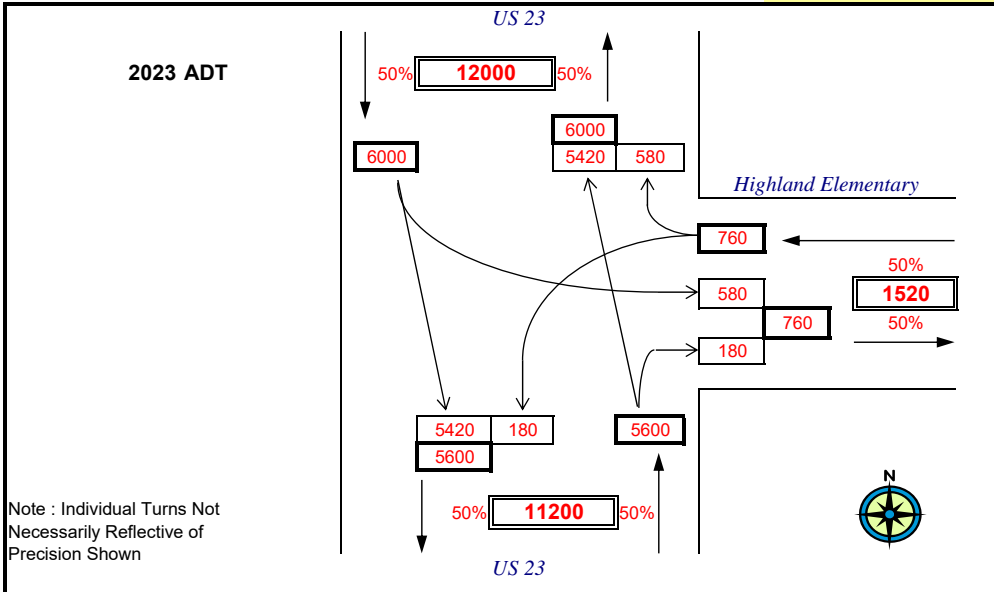 US 23
2023 ADT
50% 12000 50%
6000
6000
5420 580
Highland Elementary
760
50%
580
1520
760
50%
180
5420 180
5600
5600
N
Note : Individual Turns Not
Necessarily Reflective of
Precision Shown
50% 11200 50%
US 23